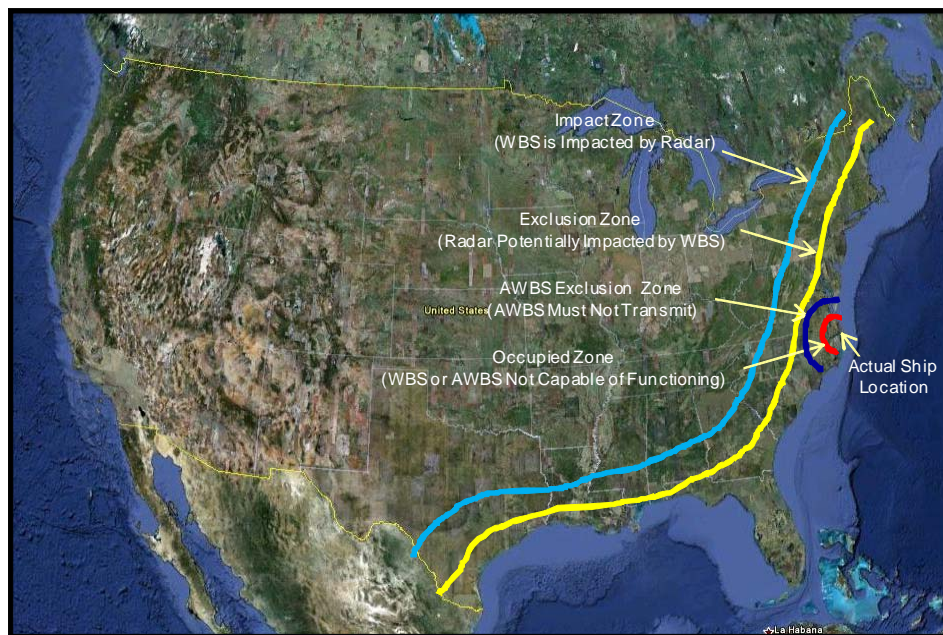 Impact Zone
(WBS is Impacted by Radar)
Exclusion Zone
(Radar Potentially Impacted by WBS)
AWBS Exclusion Zone
(AWBS Must Not Transmit)
United States
Occupied Zone
(WBS or AWBS Not Capable of Functioning)
Actual Ship
Location
La Habana